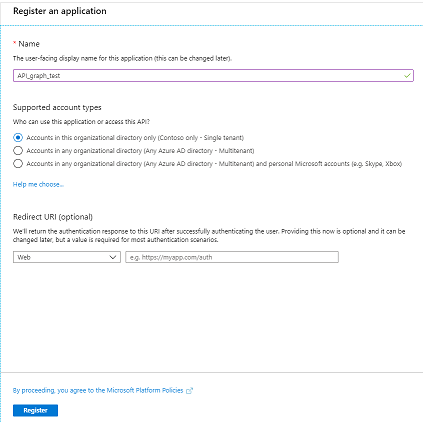 Register an application
* Name
The user-facing display name for this application (this can be changed later).
API_graph_test
Supported account types
Who can use this application or access this API?
Accounts in this organizational directory only (Contoso only - Single tenant)
Accounts in any organizational directory (Any Azure AD directory - Multitenant)
Accounts in any organizational directory (Any Azure AD directory - Multitenant) and personal Microsoft accounts (e.g. Skype, Xbox)
Help me choose...
Redirect URI (optional)
We'll return the authentication response to this URI after successfully authenticating the user. Providing this now is optional and it can be
changed later, but a value is required for most authentication scenarios.
Web
e.g. https://myapp.com/auth
By proceeding, you agree to the Microsoft Platform Policies
Register